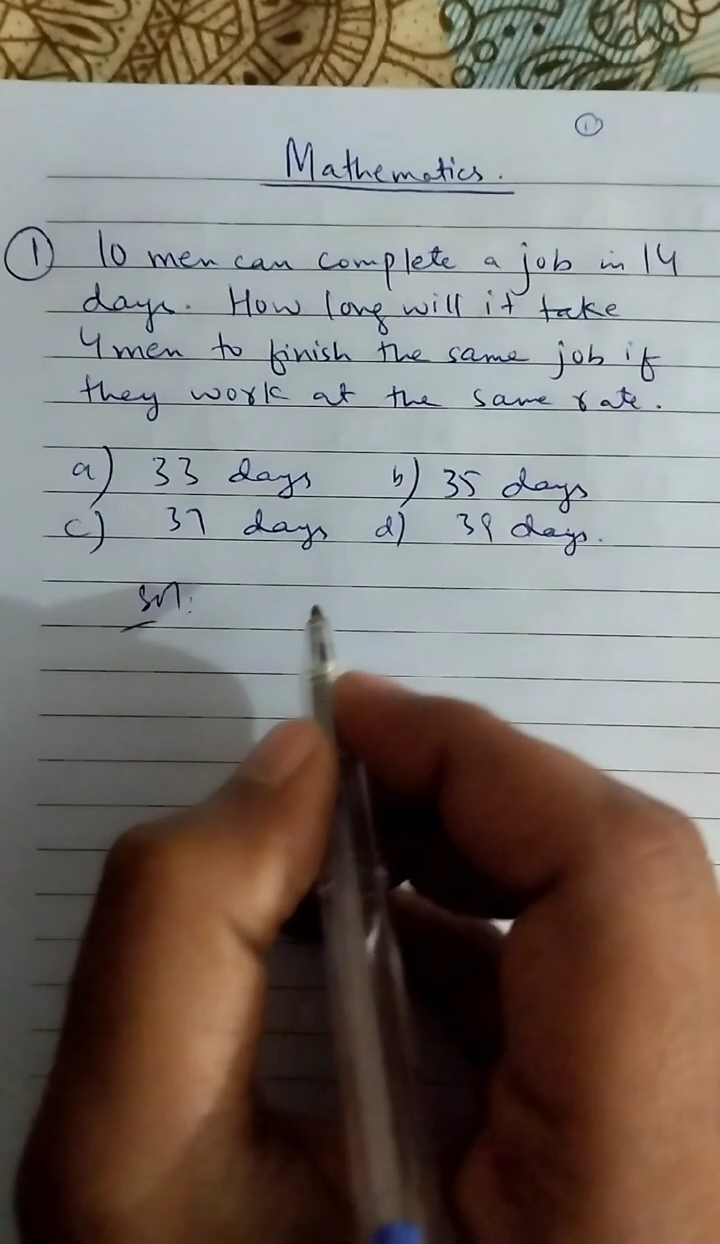 1
Mathematics.
1 10 men can complete a job in 14
days. How long will it take
4 men to finish the same job if
they work at the same rate.
a) 33 days b) 35 days
c) 37 days d) 39 days.
Sol: